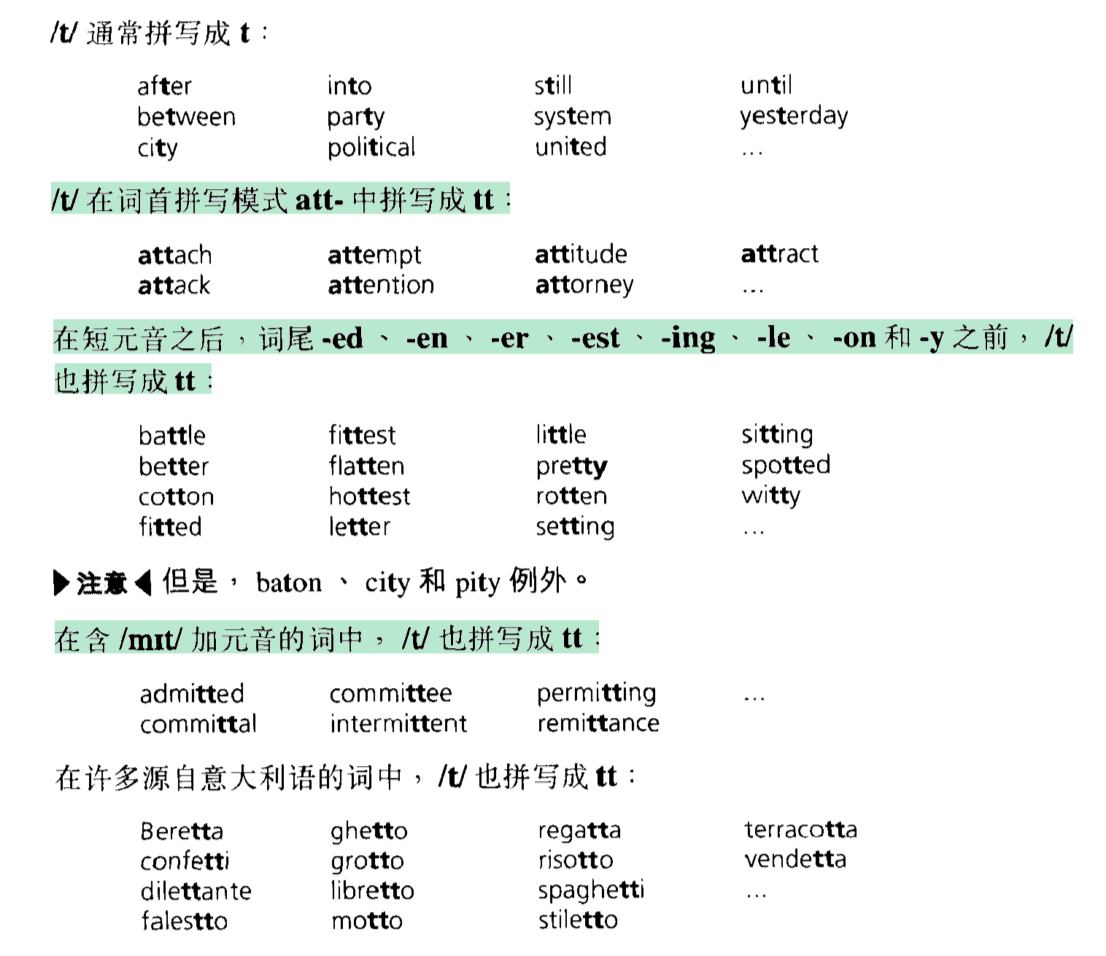 /t/ 通常拼写成 t：
after into still until
between party system yesterday
city political united ...
/t/ 在词首拼写模式 att- 中拼写成 tt：
attach attempt attitude attract
attack attention attorney ...
在短元音之后，词尾 -ed、-en、-er、-est、-ing、-le、-on 和 -y 之前，/t/
也拼写成 tt：
battle fittest little sitting
better flatten pretty spotted
cotton hottest rotten witty
fitted letter setting ...
▶注意◀ 但是，baton、city 和 pity 例外。
在含 /mɪt/ 加元音的词中，/t/ 也拼写成 tt：
admitted committee permitting ...
committal intermittent remittance
在许多源自意大利语的词中，/t/ 也拼写成 tt：
Beretta ghetto regatta terracotta
confetti grotto risotto vendetta
dilettante libretto spaghetti ...
falestto motto stiletto